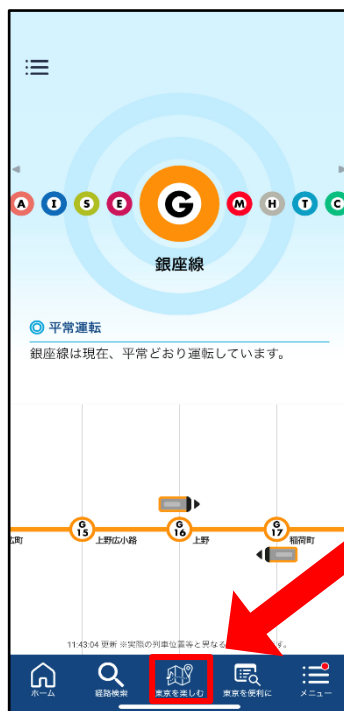 A I S E G M H T C
銀座線
平常運転
銀座線は現在、平常どおり運転しています。
G 15 G 16 G 17
広町 上野広小路 上野 稲荷町
11:43:04 更新 ※実際の列車位置等と異なる す。
ホーム 経路検索 東京を楽しむ 東京を便利に メニュー